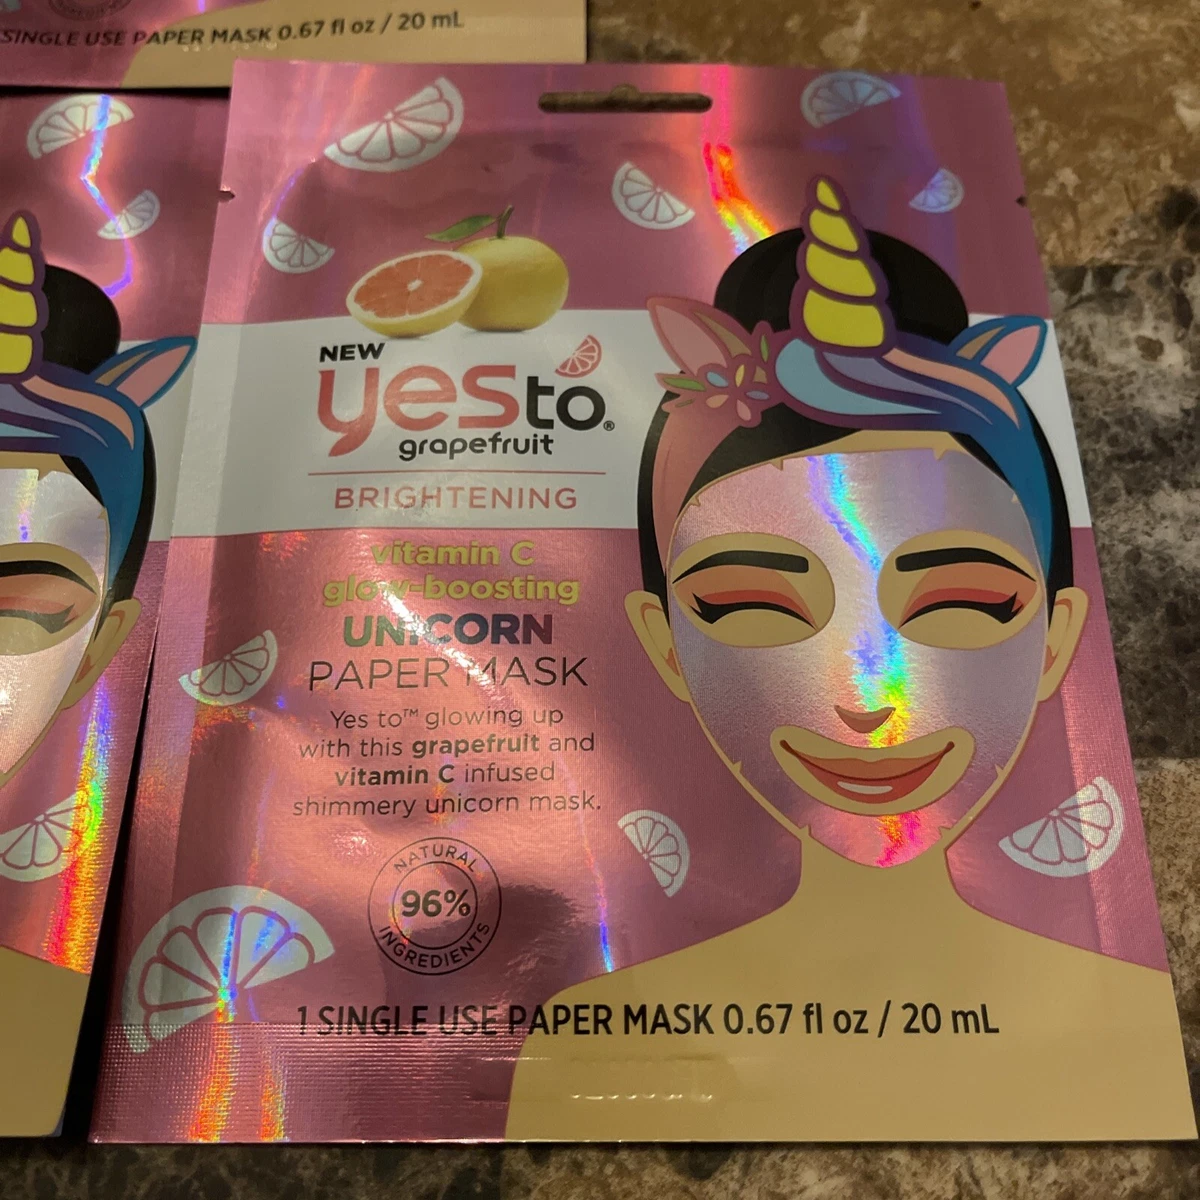 SINGLE USE PAPER MASK 0.67 fl oz / 20 mL
NEW
yes to®
grapefruit
BRIGHTENING
vitamin C
glow-boosting
UNICORN
PAPER MASK
Yes to™ glowing up
with this grapefruit and
vitamin C infused
shimmery unicorn mask.
NATURAL
96%
INGREDIENTS
1 SINGLE USE PAPER MASK 0.67 fl oz / 20 mL